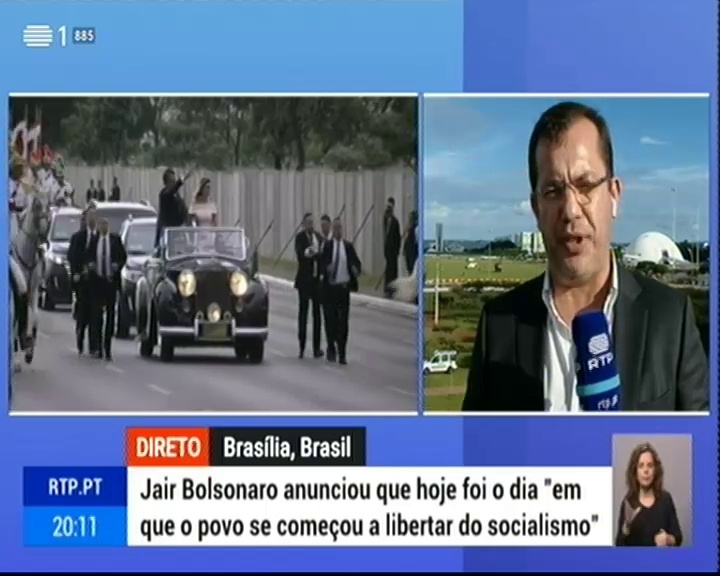 1 885
RTP
rtp
DIRETO Brasília, Brasil
RTP.PT
20:11
Jair Bolsonaro anunciou que hoje foi o dia "em
que o povo se começou a libertar do socialismo"